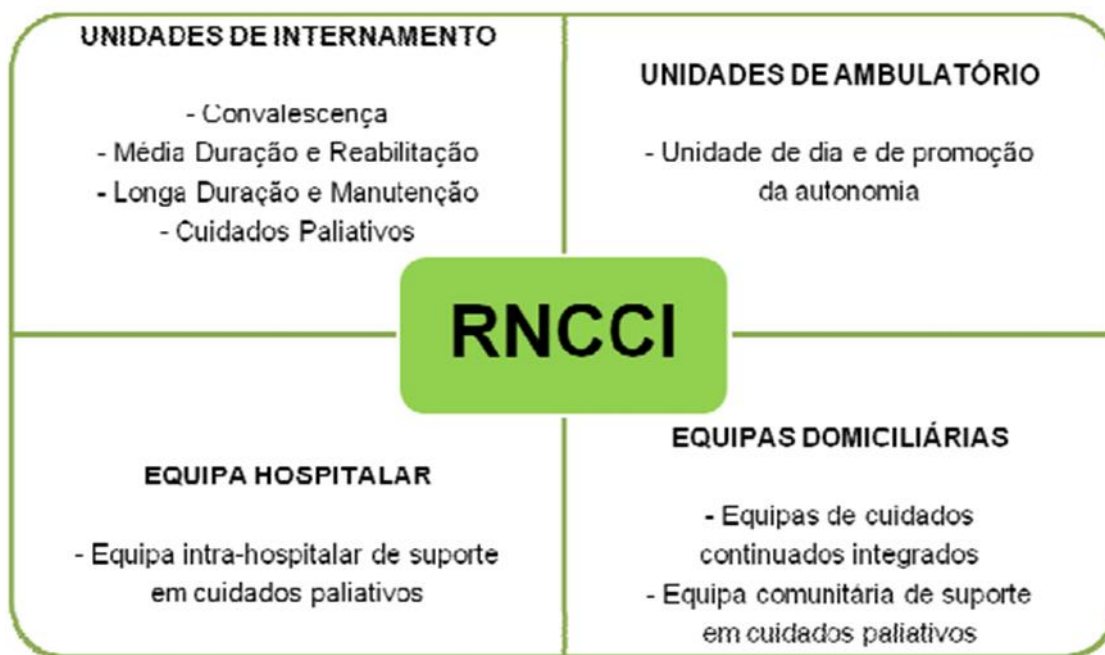 UNIDADES DE INTERNAMENTO
- Convalescença
- Média Duração e Reabilitação
- Longa Duração e Manutenção
- Cuidados Paliativos
UNIDADES DE AMBULATÓRIO
- Unidade de dia e de promoção
da autonomia
RNCCI
EQUIPA HOSPITALAR
- Equipa intra-hospitalar de suporte
em cuidados paliativos
EQUIPAS DOMICILIÁRIAS
- Equipas de cuidados
continuados integrados
- Equipa comunitária de suporte
em cuidados paliativos